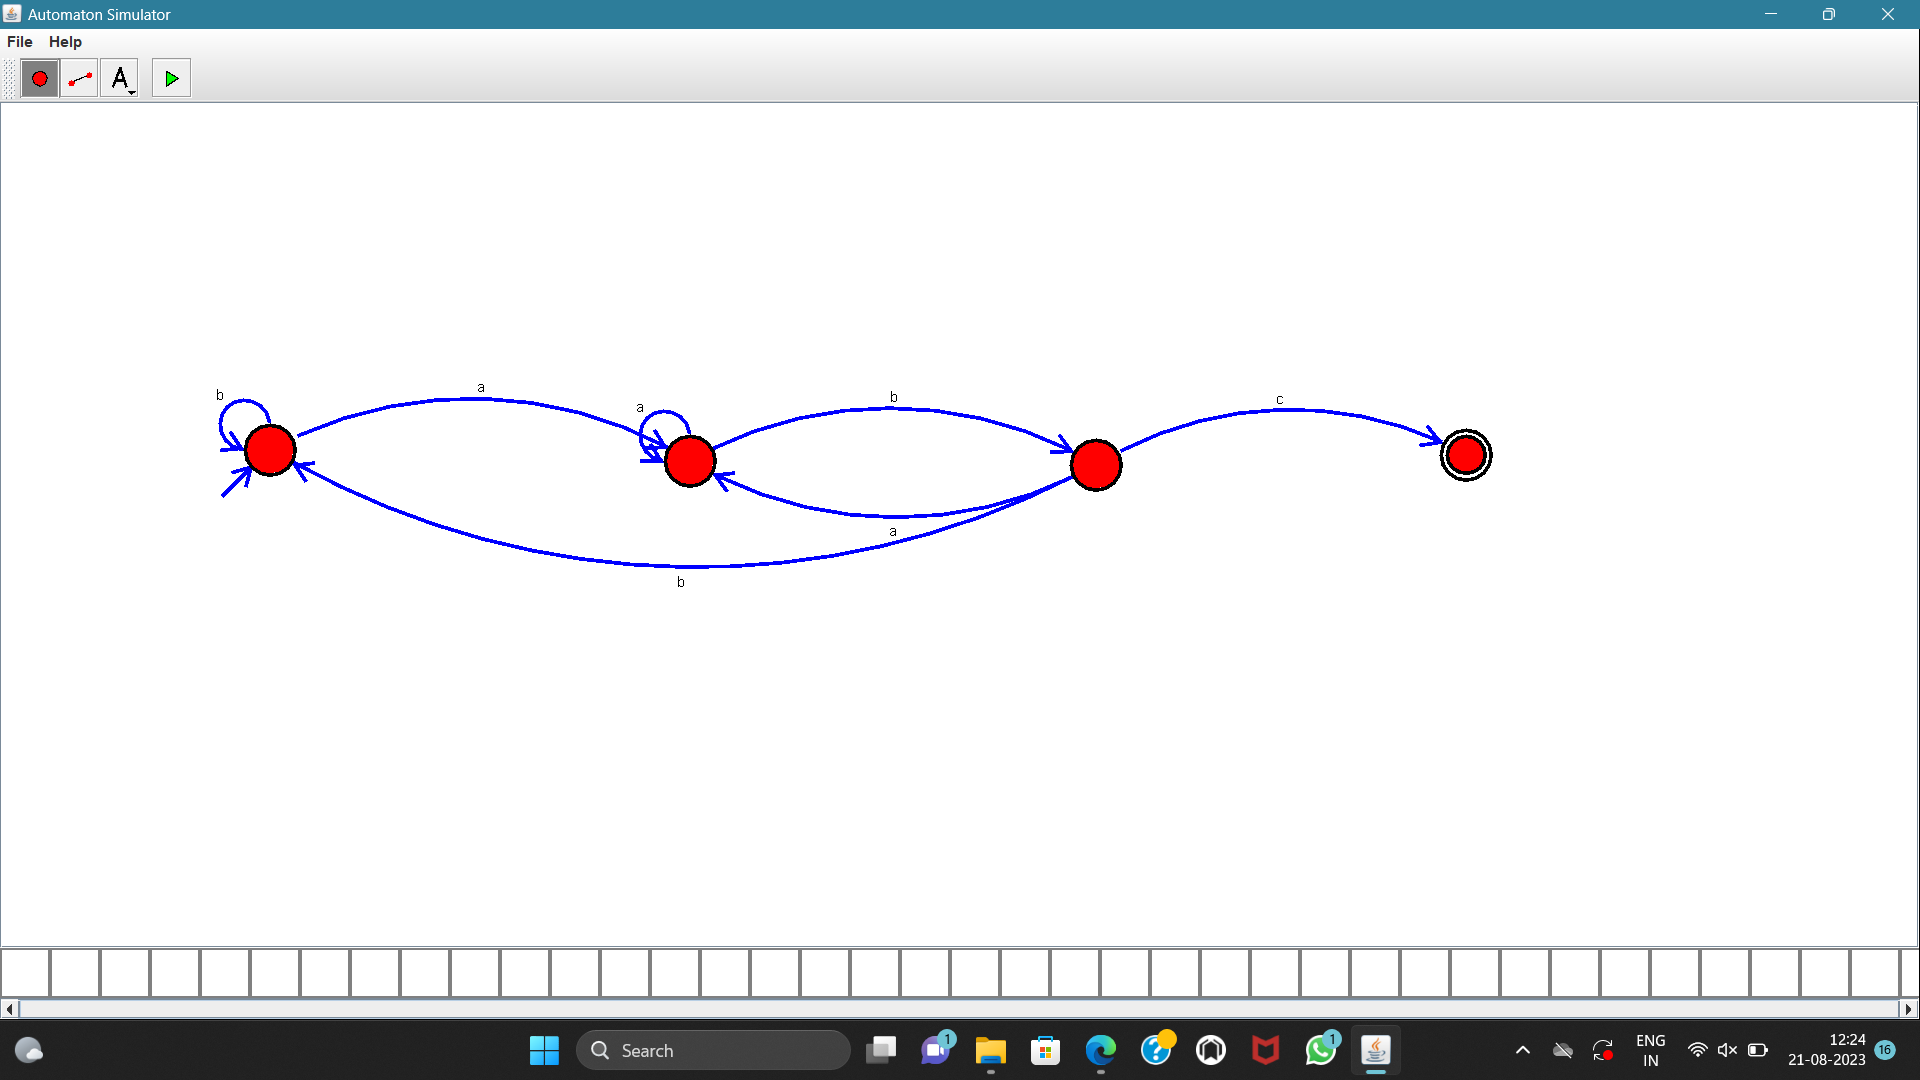 Automaton Simulator
File Help
A
b
a
a
b
c
a
b
Search
1
1
ENG
IN
12:24
21-08-2023
16